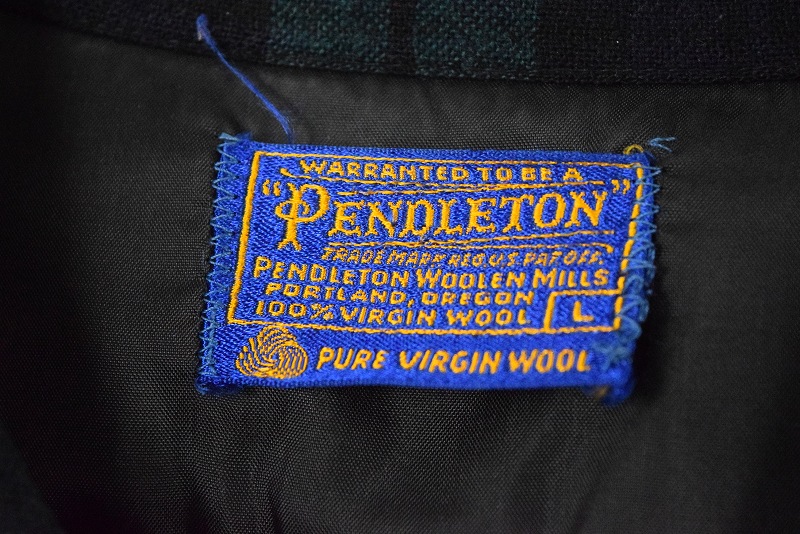 WARRANTED TO BE A
"PENDLETON"
TRADE MARK REG. U.S. PAT. OFF.
PENDLETON WOOLEN MILLS
PORTLAND, OREGON
100% VIRGIN WOOL L
PURE VIRGIN WOOL